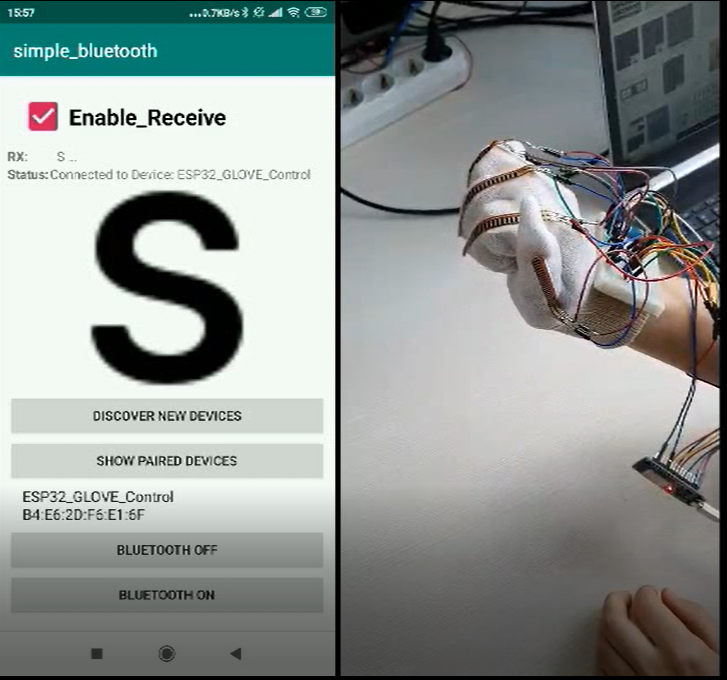 15:57 ...0.7KB/s
simple_bluetooth
Enable_Receive
RX: S ...
Status: Connected to Device: ESP32_GLOVE_Control
S
DISCOVER NEW DEVICES
SHOW PAIRED DEVICES
ESP32_GLOVE_Control
B4:E6:2D:F6:E1:6F
BLUETOOTH OFF
BLUETOOTH ON